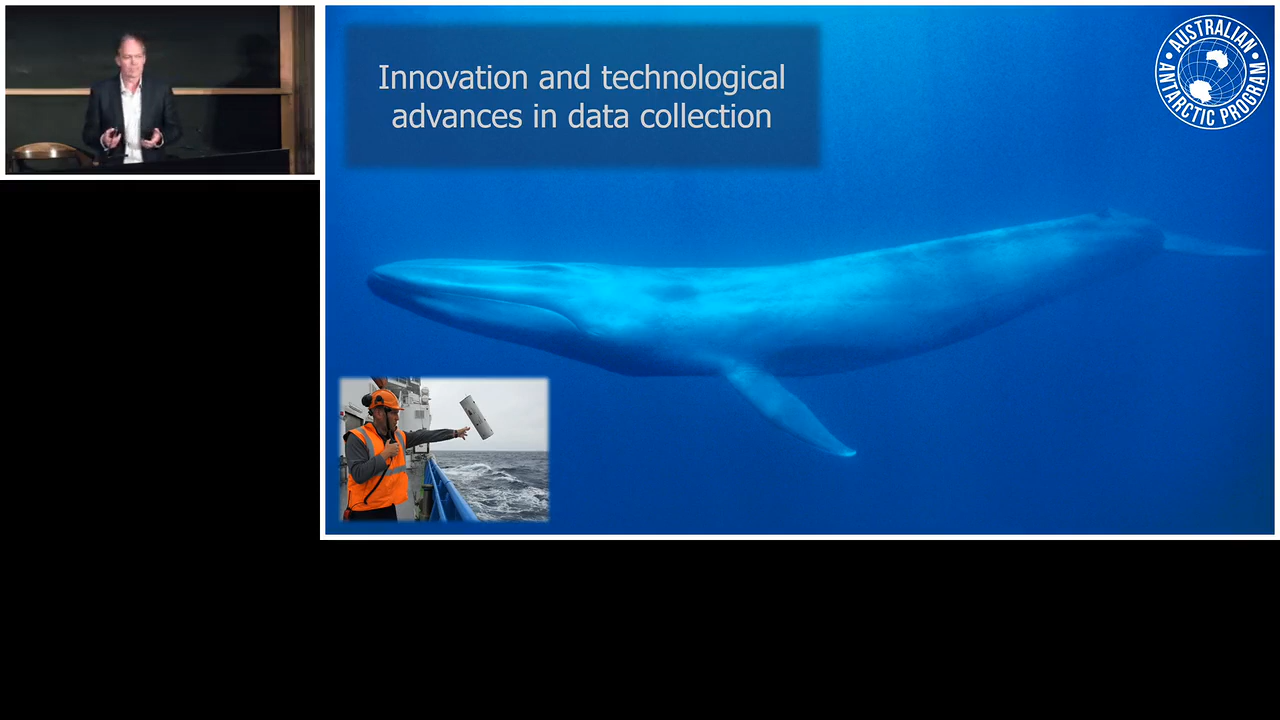 Innovation and technological
advances in data collection
AUSTRALIAN
ANTARCTIC PROGRAM